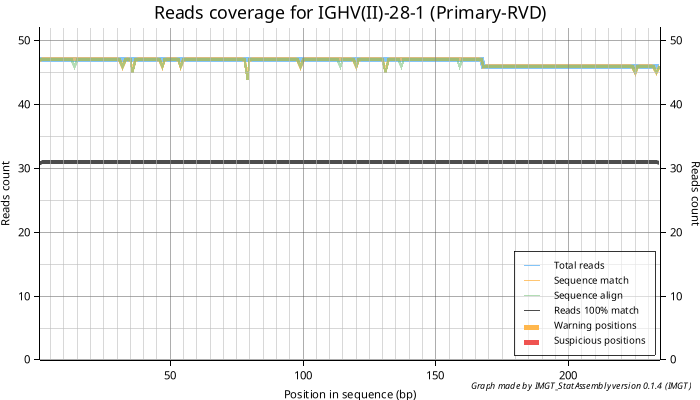 Reads coverage for IGHV(II)-28-1 (Primary-RVD)
50 50
40 40
30 30
20 20
10 10
0 0
Reads count
Reads count
Total reads
Sequence match
Sequence align
Reads 100% match
Warning positions
Suspicious positions
50 100 150 200
Position in sequence (bp)
Graph made by IMGT_StatAssemblyversion 0.1.4 (IMGT)